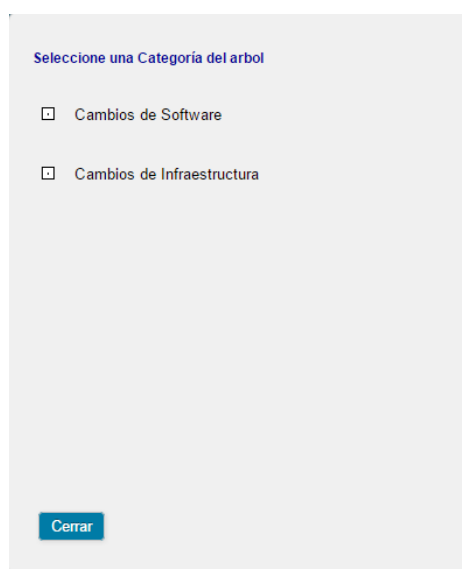 Seleccione una Categoría del arbol
Cambios de Software
Cambios de Infraestructura
Cerrar